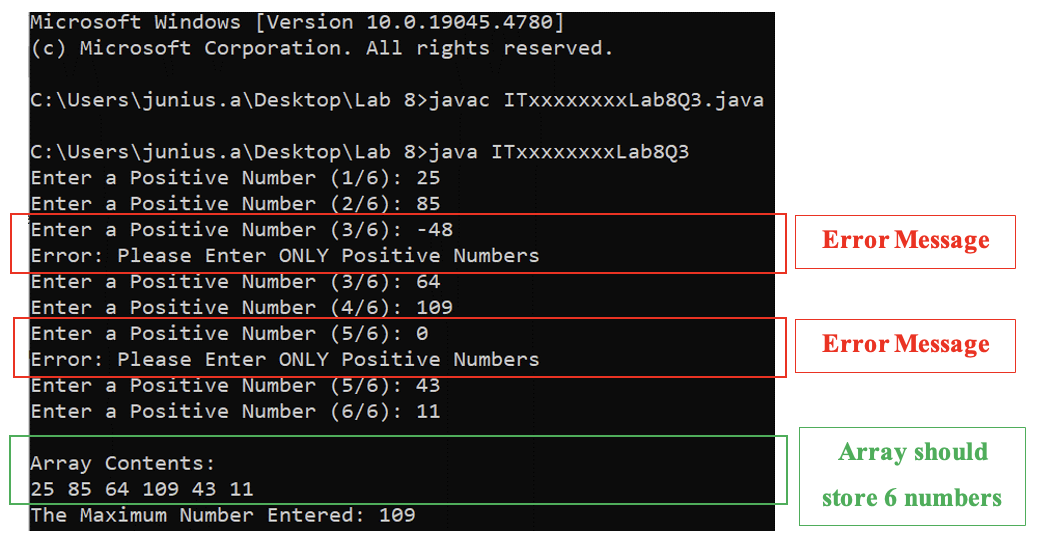 Microsoft Windows [Version 10.0.19045.4780]
(c) Microsoft Corporation. All rights reserved.
C:\Users\junius.a\Desktop\Lab 8>javac ITxxxxxxxxLab8Q3.java
C:\Users\junius.a\Desktop\Lab 8>java ITxxxxxxxxLab8Q3
Enter a Positive Number (1/6): 25
Enter a Positive Number (2/6): 85
Enter a Positive Number (3/6): -48
Error: Please Enter ONLY Positive Numbers
Error Message
Enter a Positive Number (3/6): 64
Enter a Positive Number (4/6): 109
Enter a Positive Number (5/6): 0
Error: Please Enter ONLY Positive Numbers
Error Message
Enter a Positive Number (5/6): 43
Enter a Positive Number (6/6): 11
Array Contents:
25 85 64 109 43 11
Array should
store 6 numbers
The Maximum Number Entered: 109